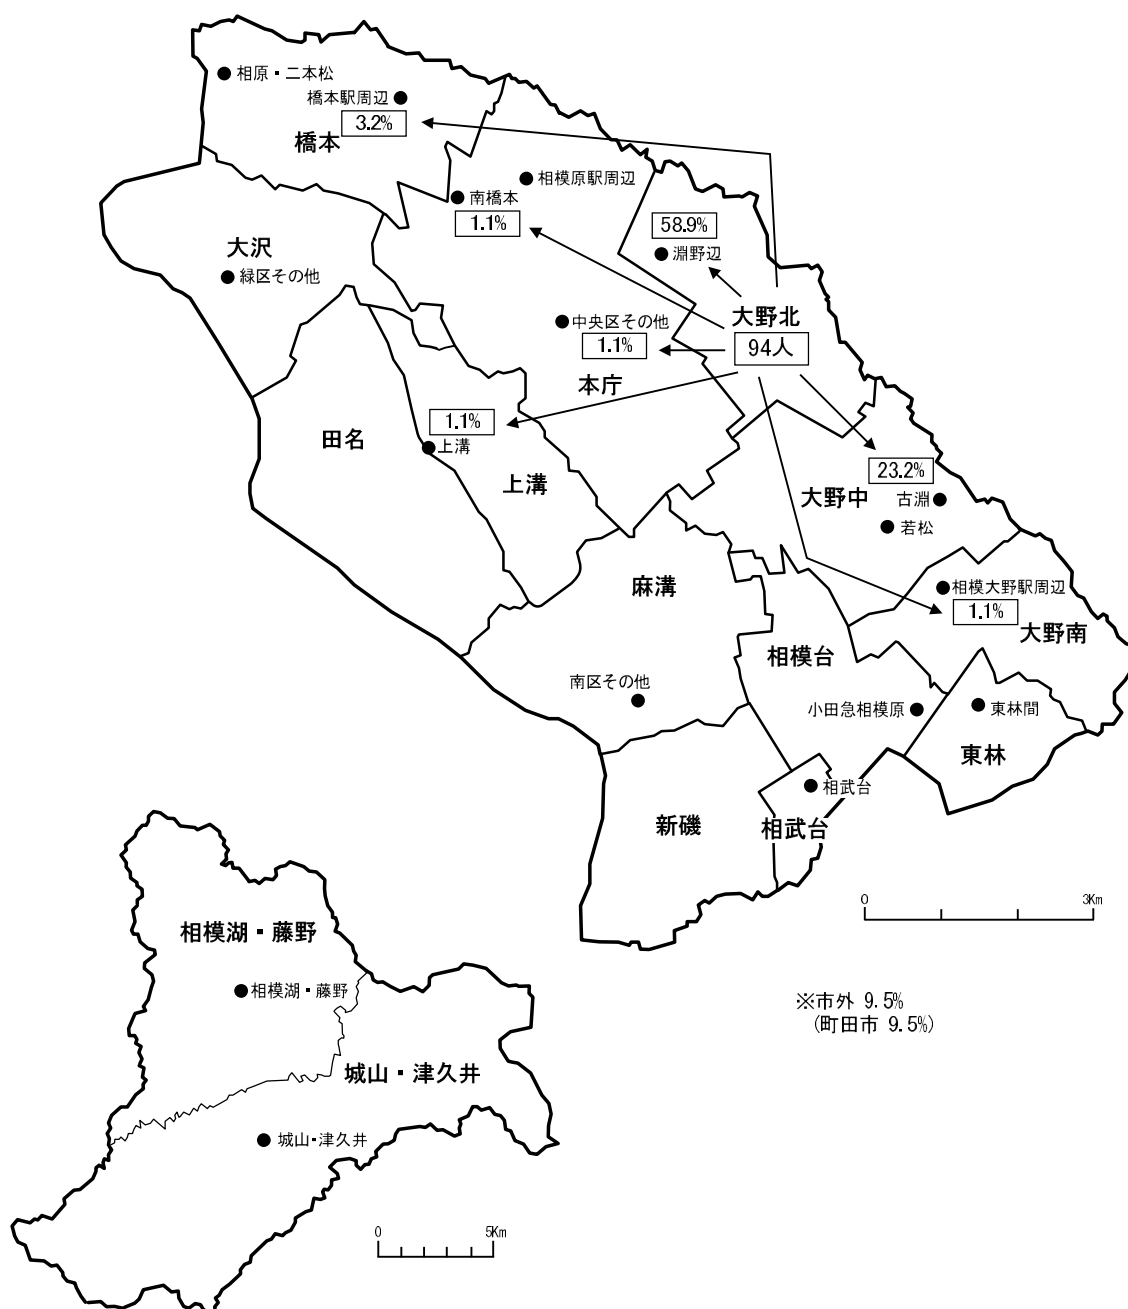 相原・二本松
橋本駅周辺
3.2%
橋本
相模原駅周辺
南橋本
1.1%
58.9%
淵野辺
大沢
緑区その他
大野北
94人
中央区その他
1.1%
本庁
田名
1.1%
上溝
上溝
23.2%
大野中
古淵
若松
麻溝
相模大野駅周辺
1.1%
大野南
相模台
南区その他
小田急相模原
東林間
東林
相武台
新磯
相武台
0 3Km
相模湖・藤野
相模湖・藤野
※市外 9.5%
(町田市 9.5%)
城山・津久井
城山・津久井
0 5Km